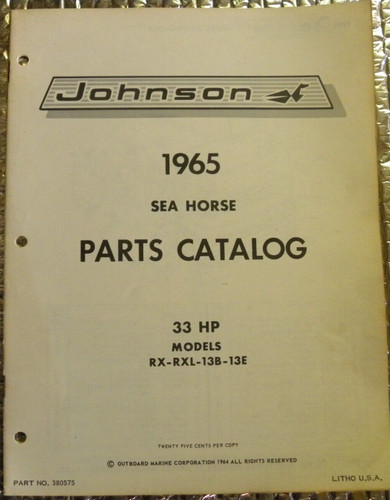 Johnson
1965
SEA HORSE
PARTS CATALOG
33 HP
MODELS
RX-RXL-13B-13E
TWENTY FIVE CENTS PER COPY
© OUTBOARD MARINE CORPORATION 1964 ALL RIGHTS RESERVED
PART NO. 380575 LITHO U.S.A.